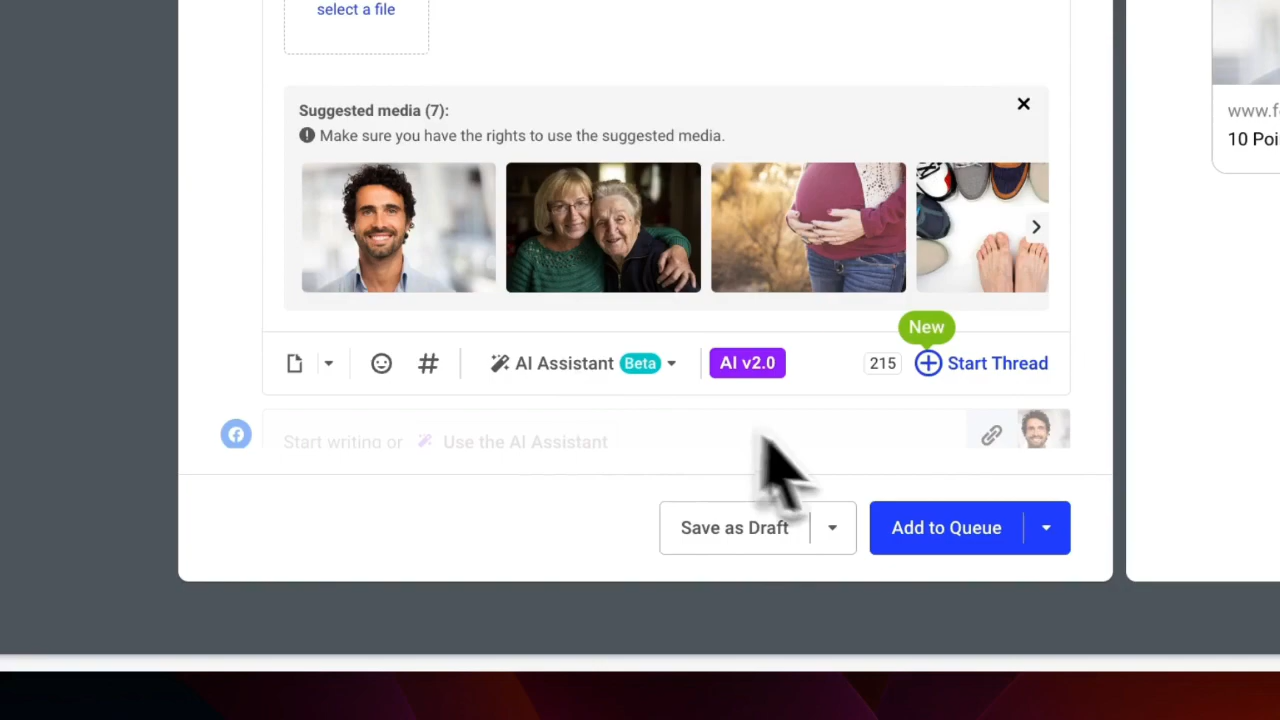 select a file
Suggested media (7):
Make sure you have the rights to use the suggested media.
New
AI Assistant Beta
AI v2.0
215
Start Thread
Start writing or Use the AI Assistant
Save as Draft
Add to Queue
www.f
10 Poi